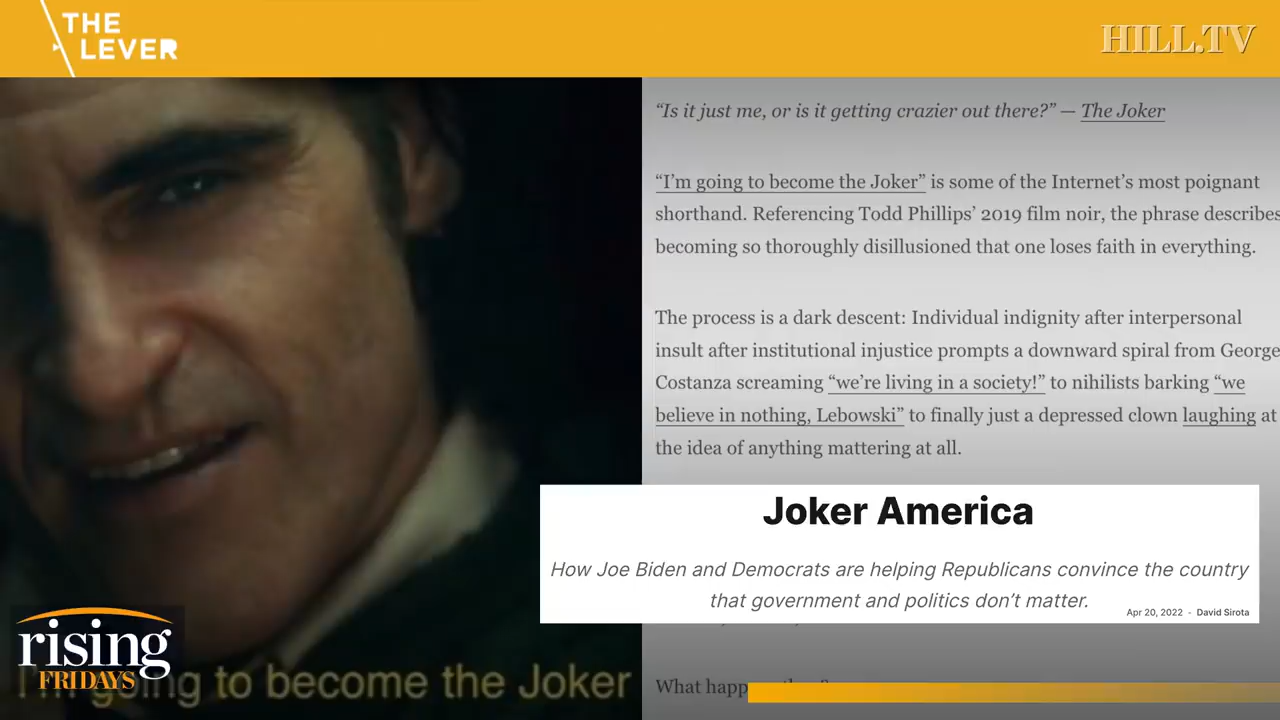 THE
LEVER
HILL.TV
“Is it just me, or is it getting crazier out there?” — The Joker
“I’m going to become the Joker” is some of the Internet’s most poignant
shorthand. Referencing Todd Phillips’ 2019 film noir, the phrase describes
becoming so thoroughly disillusioned that one loses faith in everything.
The process is a dark descent: Individual indignity after interpersonal
insult after institutional injustice prompts a downward spiral from George
Costanza screaming “we’re living in a society!” to nihilists barking “we
believe in nothing, Lebowski” to finally just a depressed clown laughing at
the idea of anything mattering at all.
Joker America
How Joe Biden and Democrats are helping Republicans convince the country
that government and politics don’t matter.
Apr 20, 2022 - David Sirota
rising
FRIDAYS
I'm going to become the Joker
What